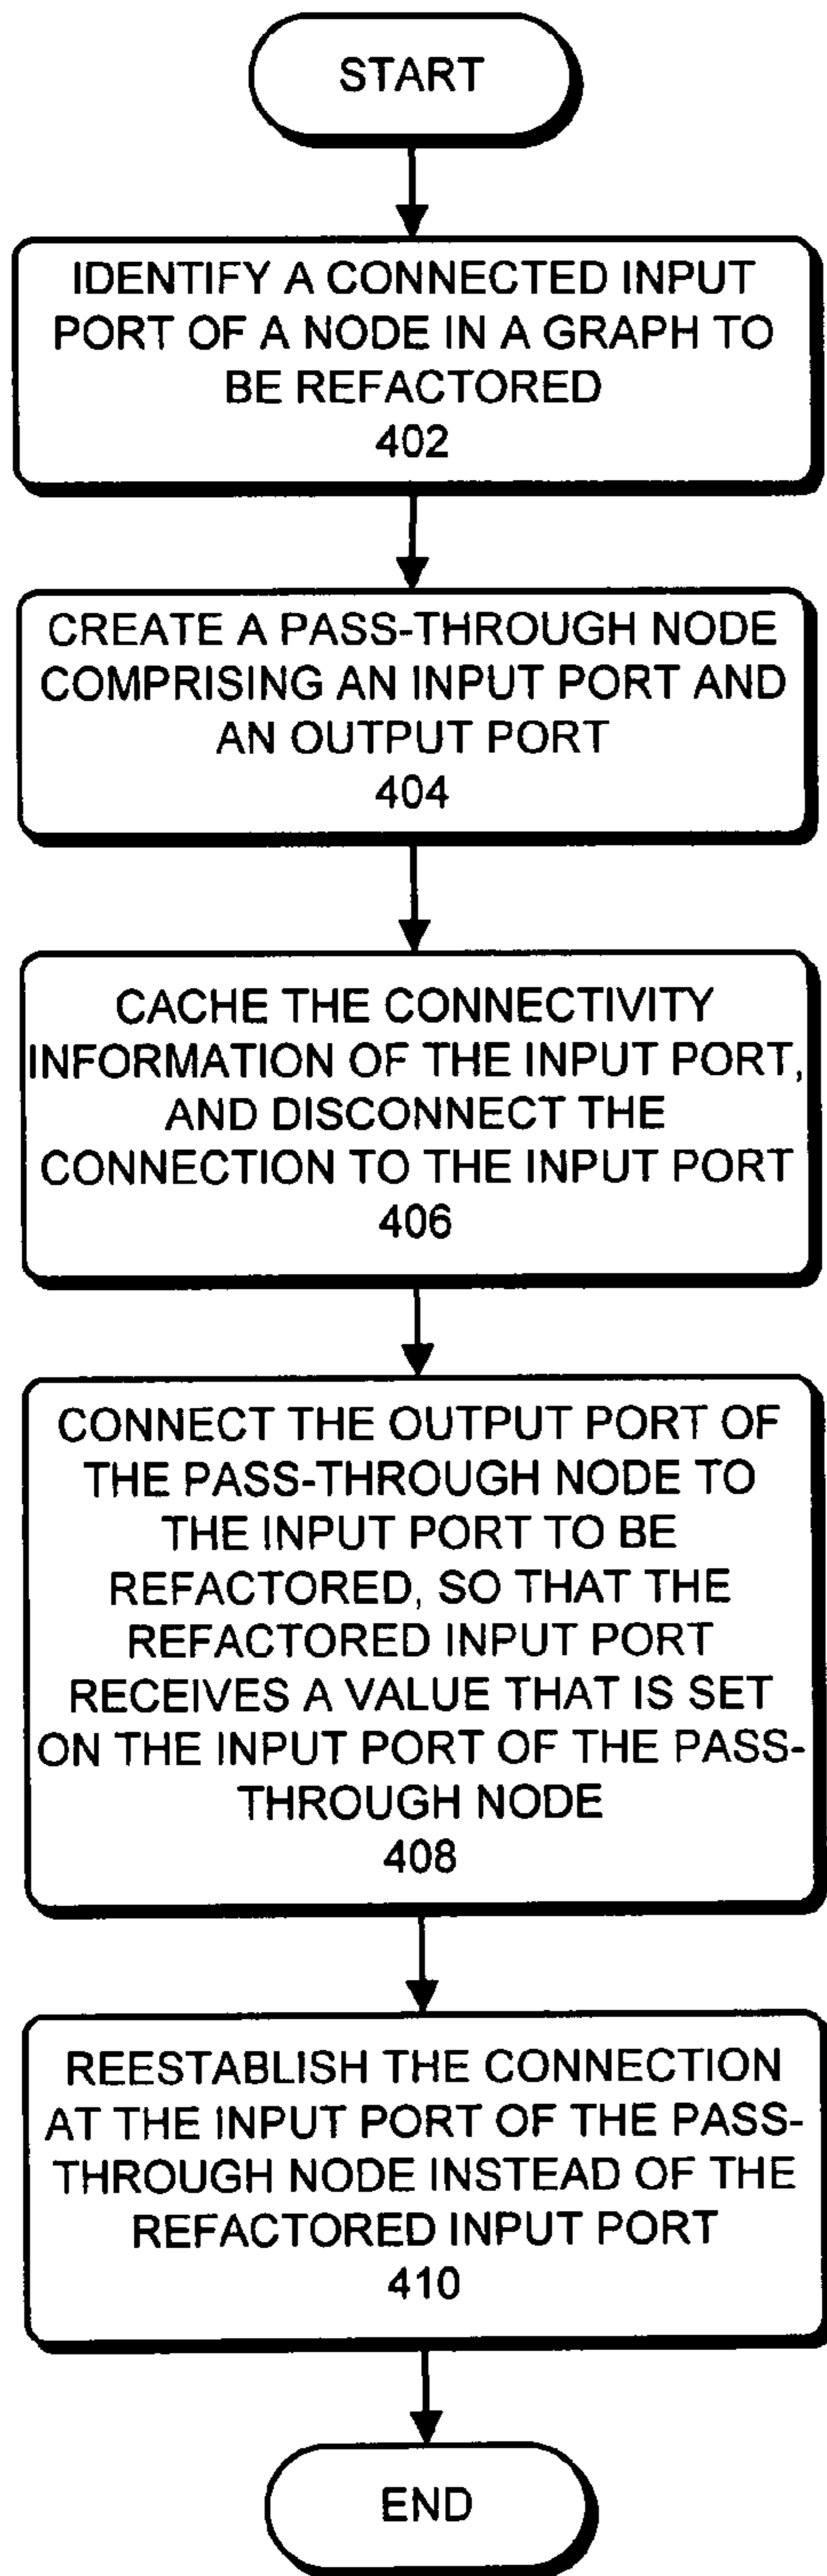 START
IDENTIFY A CONNECTED INPUT
PORT OF A NODE IN A GRAPH TO
BE REFACTORED
402
CREATE A PASS-THROUGH NODE
COMPRISING AN INPUT PORT AND
AN OUTPUT PORT
404
CACHE THE CONNECTIVITY
INFORMATION OF THE INPUT PORT,
AND DISCONNECT THE
CONNECTION TO THE INPUT PORT
406
CONNECT THE OUTPUT PORT OF
THE PASS-THROUGH NODE TO
THE INPUT PORT TO BE
REFACTORED, SO THAT THE
REFACTORED INPUT PORT
RECEIVES A VALUE THAT IS SET
ON THE INPUT PORT OF THE PASS-
THROUGH NODE
408
REESTABLISH THE CONNECTION
AT THE INPUT PORT OF THE PASS-
THROUGH NODE INSTEAD OF THE
REFACTORED INPUT PORT
410
END